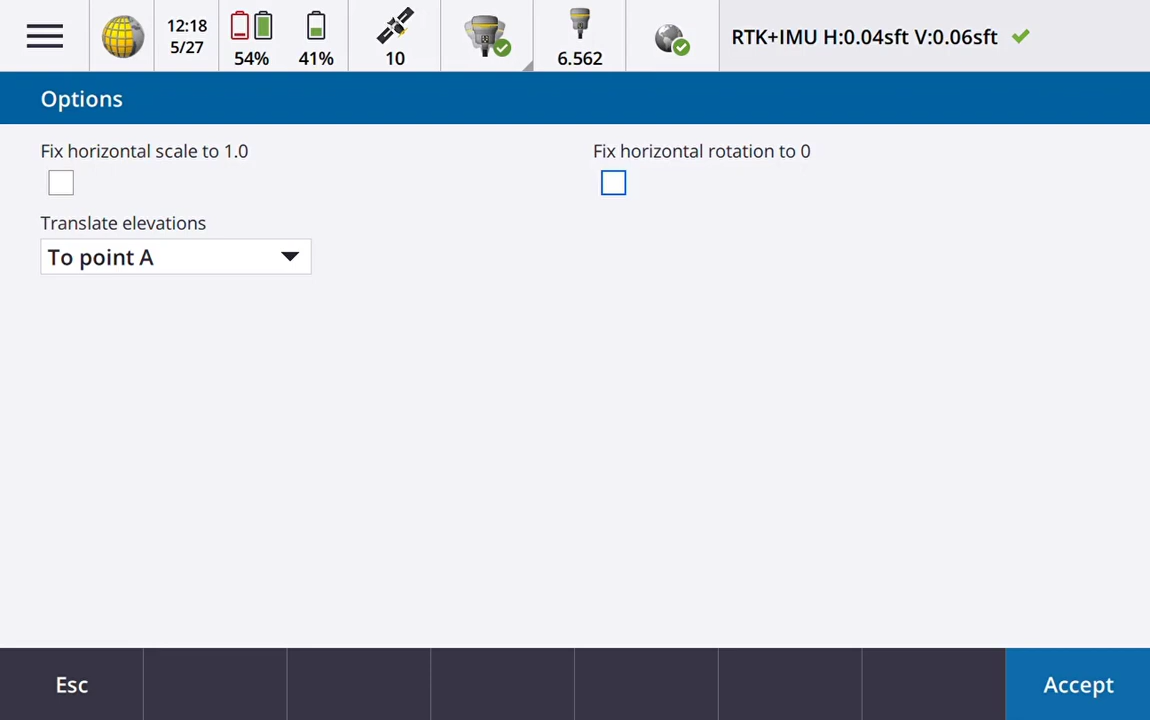 12:18
5/27
54%
41%
10
6.562
RTK+IMU H:0.04sft V:0.06sft
Options
Fix horizontal scale to 1.0
Fix horizontal rotation to 0
Translate elevations
To point A
Esc
Accept